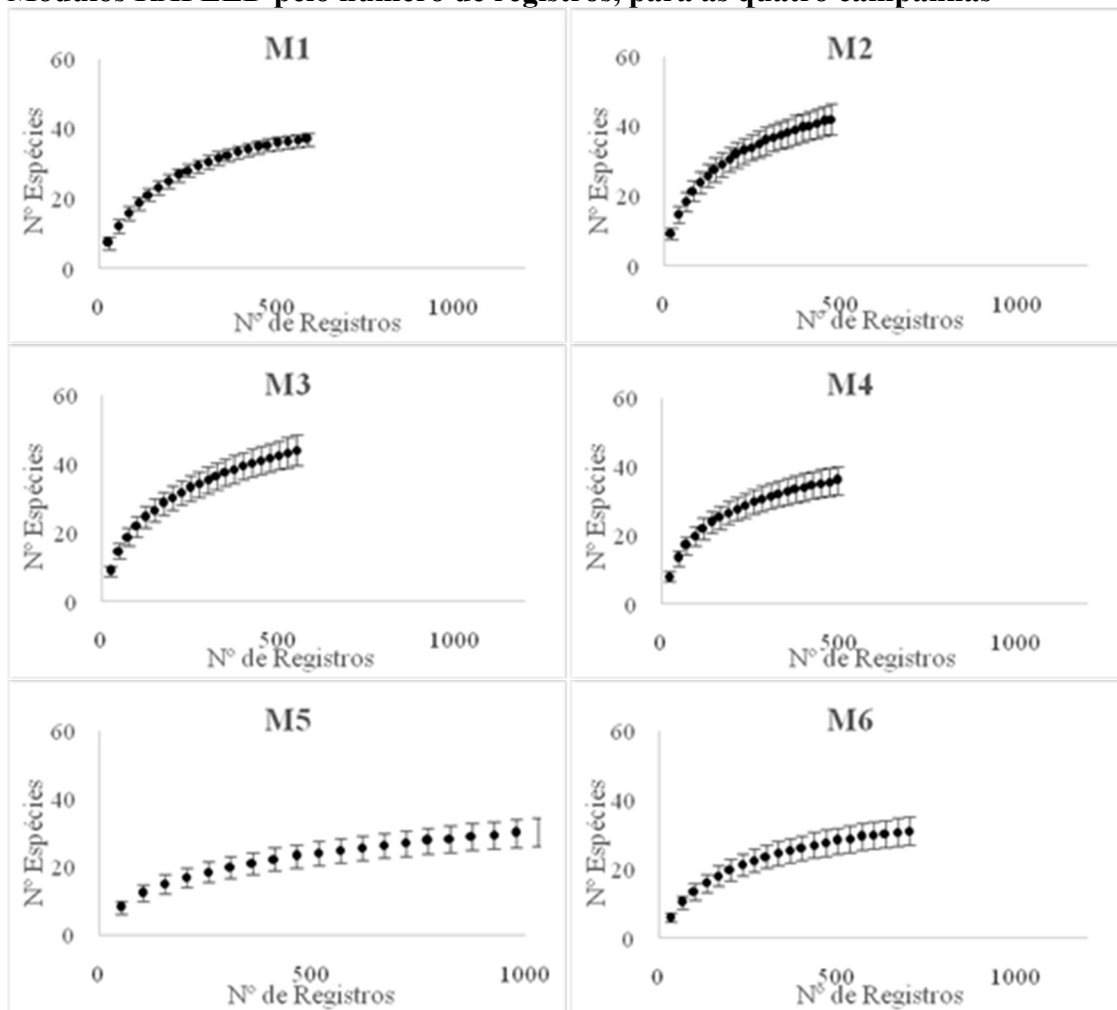 Módulos RAPELD pelo número de registros, para as quatro campanhas
M1
60
40
20
0
Nº Espécies
0 500 1000
Nº de Registros
M2
60
40
20
0
Nº Espécies
0 500 1000
Nº de Registros
M3
60
40
20
0
Nº Espécies
0 500 1000
Nº de Registros
M4
60
40
20
0
Nº Espécies
0 500 1000
Nº de Registros
M5
60
40
20
0
Nº Espécies
0 500 1000
Nº de Registros
M6
60
40
20
0
Nº Espécies
0 500 1000
Nº de Registros